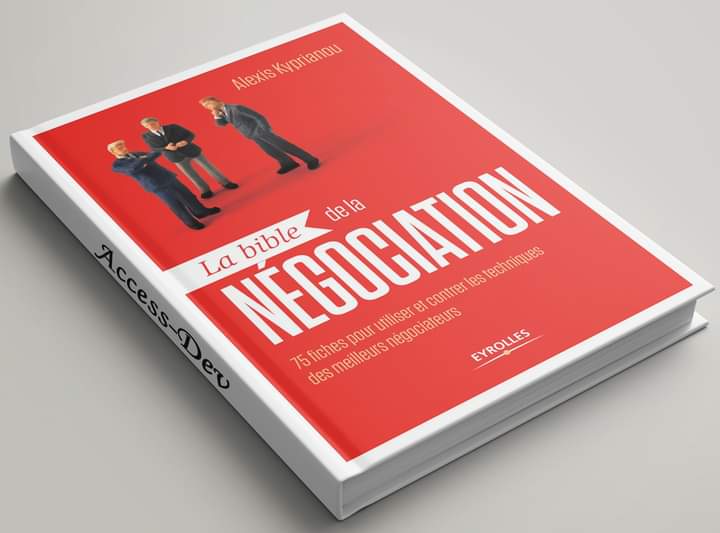 Alexis Kyprianou
La bible de la
NÉGOCIATION
75 fiches pour utiliser et contrer les techniques
des meilleurs négociateurs
EYROLLES
Access-Dev